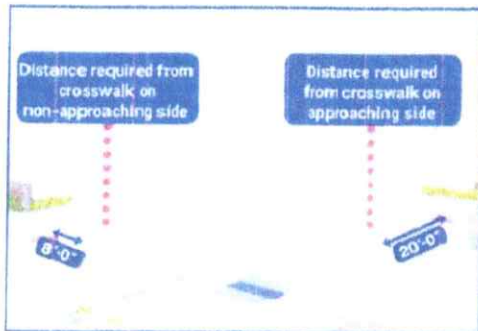 Distance required from
crosswalk on
non-approaching side
Distance required
from crosswalk on
approaching side
8'-0"
20'-0"